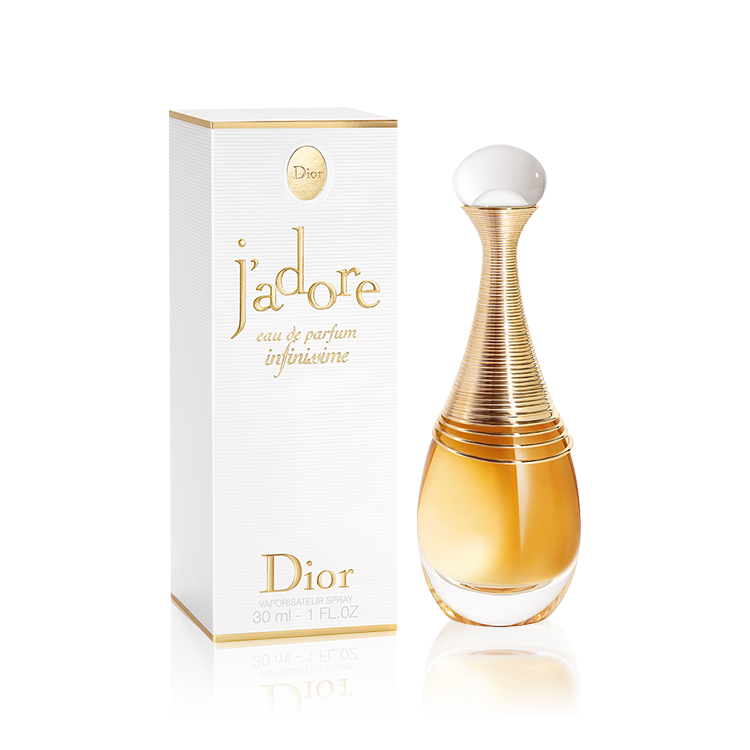 Dior
j'adore
eau de parfum
infinissime
Dior
VAPORISATEUR SPRAY
30 ml - 1 FL.OZ